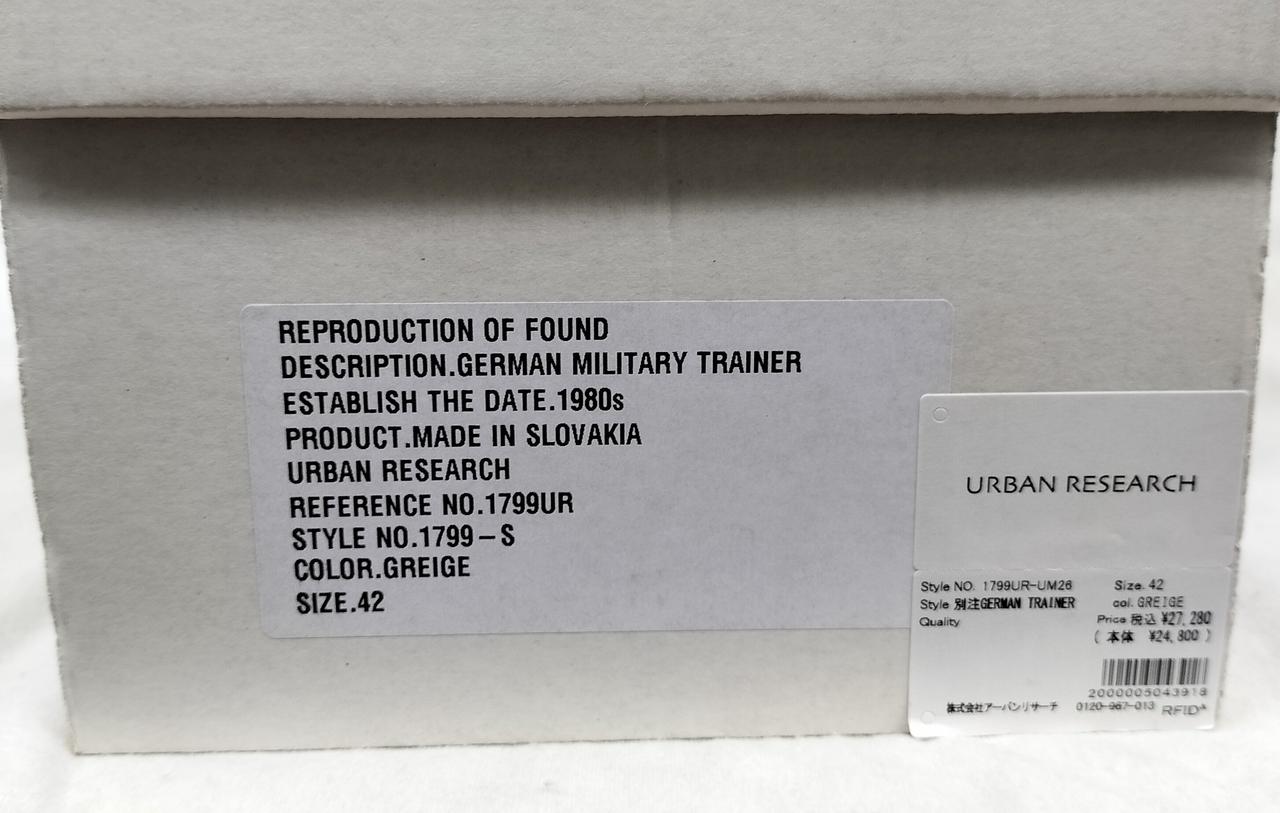 REPRODUCTION OF FOUND
DESCRIPTION.GERMAN MILITARY TRAINER
ESTABLISH THE DATE.1980s
PRODUCT.MADE IN SLOVAKIA
URBAN RESEARCH
REFERENCE NO.1799UR
STYLE NO.1799-S
COLOR.GREIGE
SIZE.42
URBAN RESEARCH
Style NO. 1799UR-UM26 Size. 42
Style 別注GERMAN TRAINER col. GREIGE
Quality Price 税込 ¥27,280
( 本体 ¥24,800 )
2000005043918
株式会社アーバンリサーチ 0120-967-013 RFID